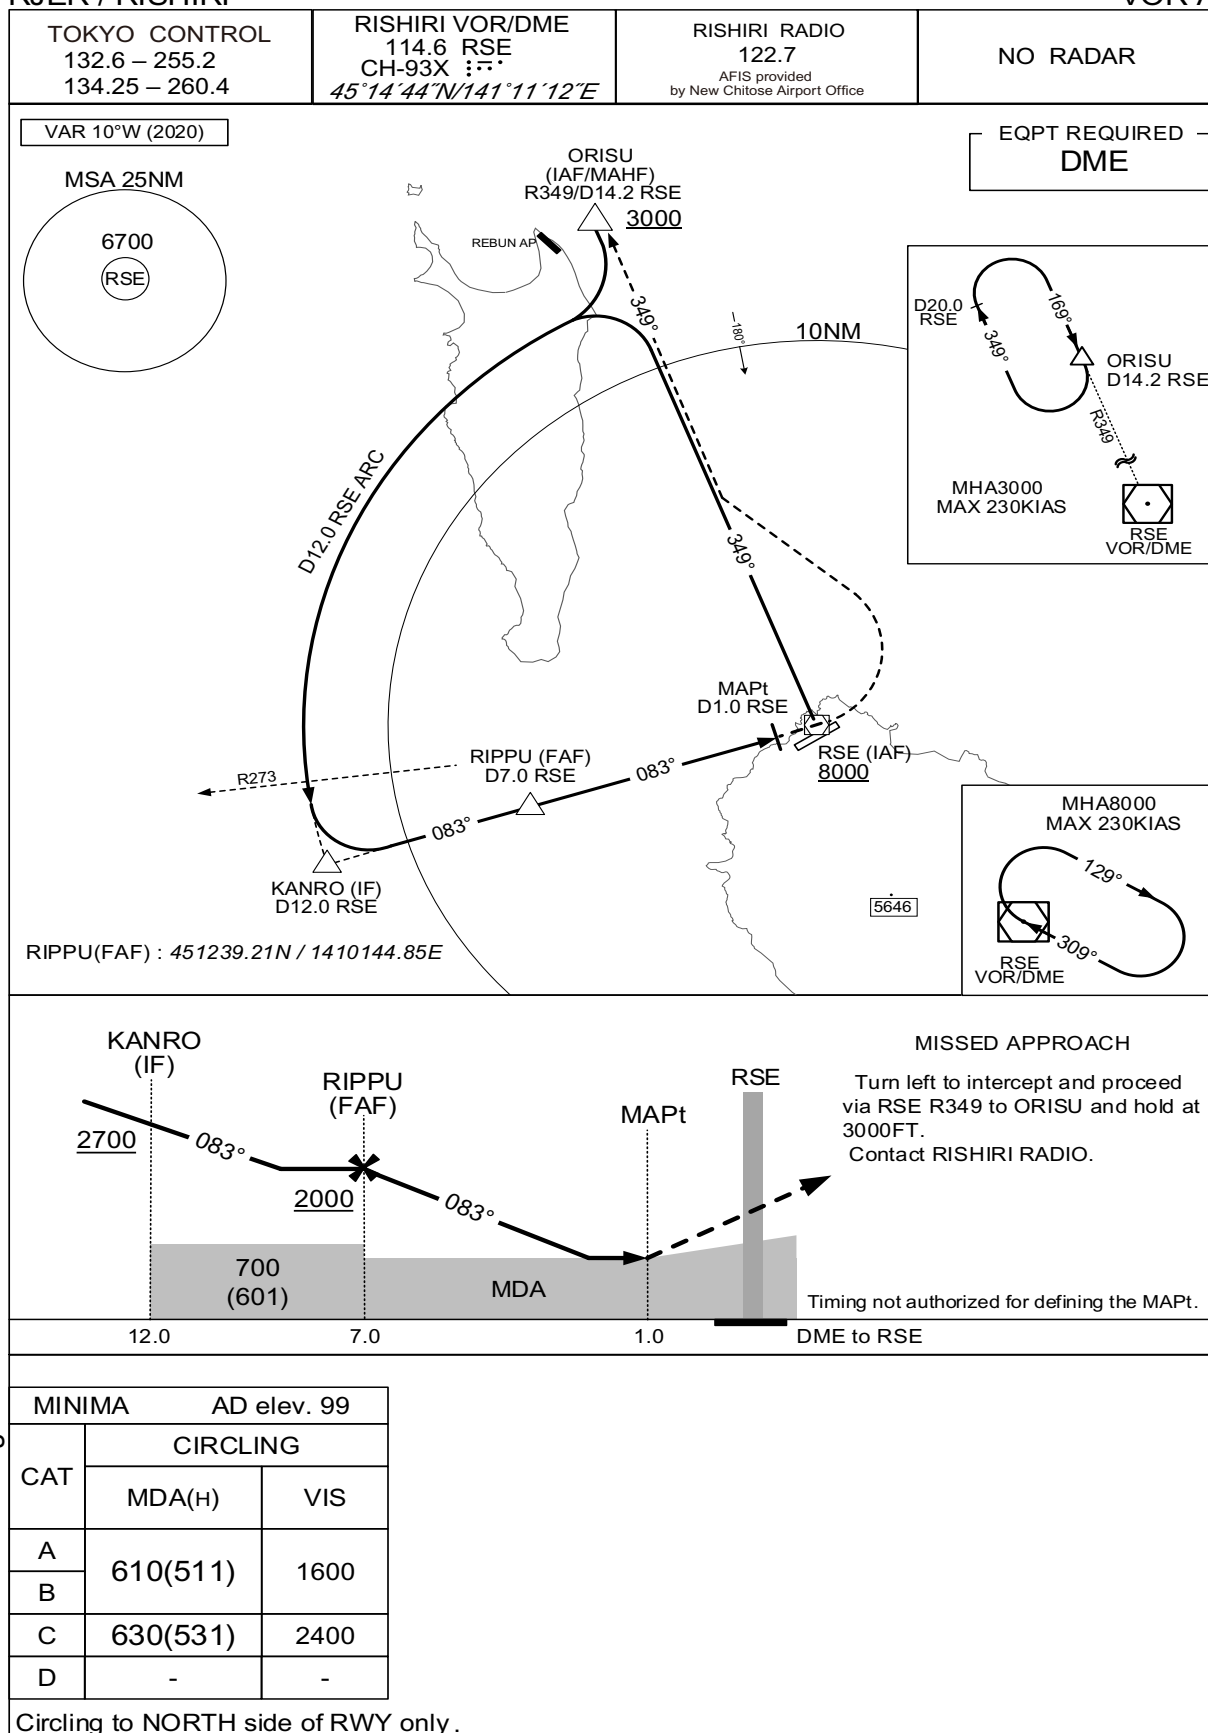 TOKYO CONTROL
132.6 – 255.2
134.25 – 260.4
RISHIRI VOR/DME
114.6 RSE
CH-93X
45°14´44˝N/141°11´12˝E
RISHIRI RADIO
122.7
AFIS provided
by New Chitose Airport Office
NO RADAR
VAR 10°W (2020)
EQPT REQUIRED
DME
MSA 25NM
6700
RSE
ORISU
(IAF/MAHF)
R349/D14.2 RSE
3000
REBUN AP
349°
180°
10NM
D20.0
RSE
169°
349°
ORISU
D14.2 RSE
R349
MHA3000
MAX 230KIAS
RSE
VOR/DME
D12.0 RSE ARC
349°
MAPt
D1.0 RSE
RSE (IAF)
8000
RIPPU (FAF)
D7.0 RSE
083°
R273
083°
KANRO (IF)
D12.0 RSE
5646
MHA8000
MAX 230KIAS
129°
309°
RSE
VOR/DME
RIPPU(FAF) : 451239.21N / 1410144.85E
KANRO
(IF)
RIPPU
(FAF)
MAPt
RSE
MISSED APPROACH
Turn left to intercept and proceed
via RSE R349 to ORISU and hold at
3000FT.
Contact RISHIRI RADIO.
2700
083°
2000
083°
700
(601)
MDA
Timing not authorized for defining the MAPt.
12.0 7.0 1.0 DME to RSE
MINIMA AD elev. 99
CAT CIRCLING
MDA(H) VIS
A 610(511) 1600
B
C 630(531) 2400
D - -
Circling to NORTH side of RWY only.